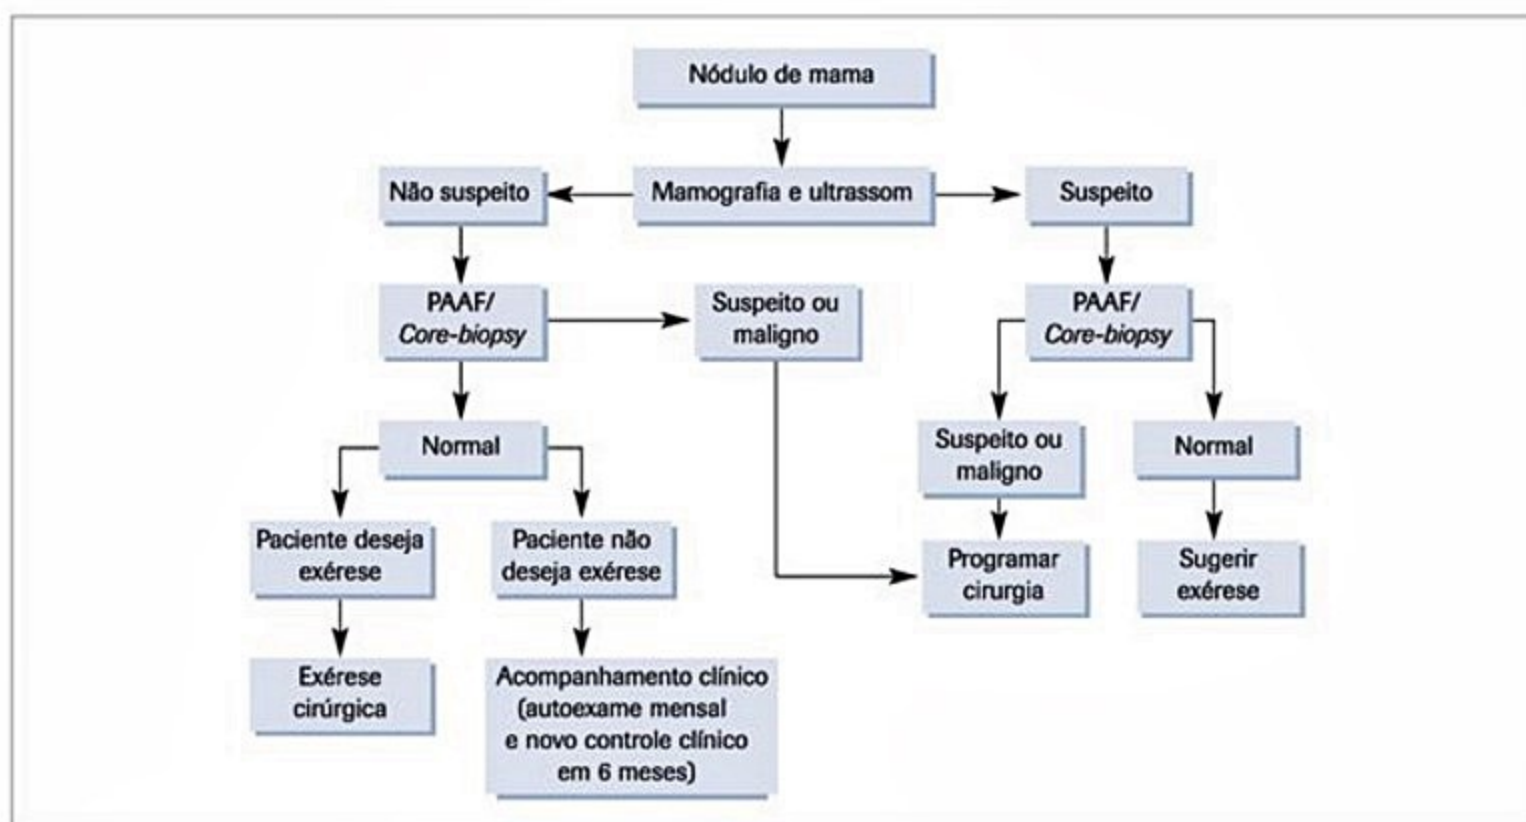 Nódulo de mama
Não suspeito
Mamografia e ultrassom
Suspeito
PAAF/
Core-biopsy
Suspeito ou
maligno
PAAF/
Core-biopsy
Normal
Suspeito ou
maligno
Normal
Paciente deseja
exérese
Paciente não
deseja exérese
Programar
cirurgia
Sugerir
exérese
Exérese
cirúrgica
Acompanhamento clínico
(autoexame mensal
e novo controle clínico
em 6 meses)